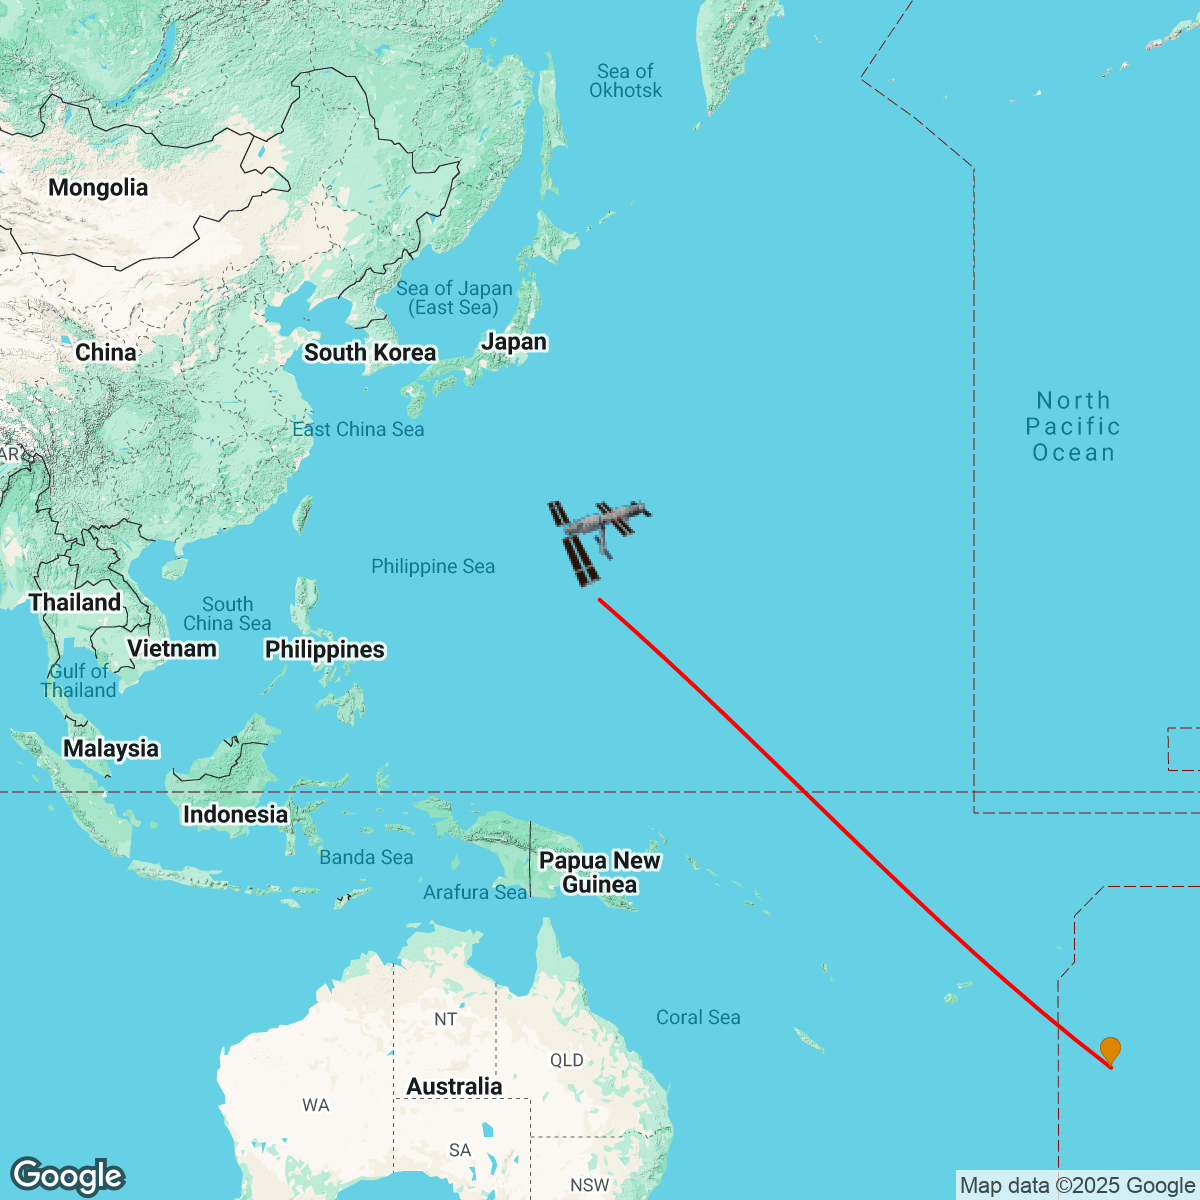 Sea of
Okhotsk
Mongolia
Sea of Japan
(East Sea)
Japan
China
South Korea
North
Pacific
Ocean
East China Sea
AR
Philippine Sea
Thailand
South
China Sea
Vietnam
Philippines
Gulf of
Thailand
Malaysia
Indonesia
Banda Sea
Papua New
Guinea
Arafura Sea
NT
Coral Sea
QLD
Australia
WA
SA
NSW
Google
Map data ©2025 Google